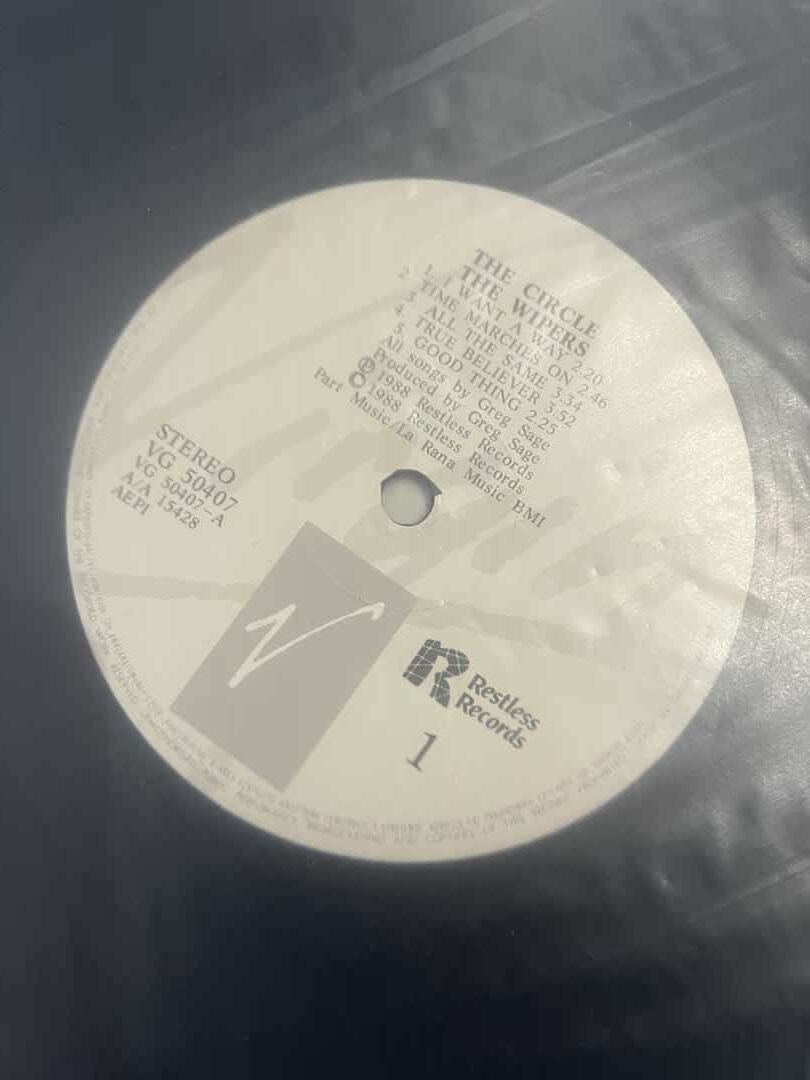 THE CIRCLE
THE WIPERS
1. I WANT A WAY 2.20
2 TIME MARCHES ON 2.46
3 ALL THE SAME 3.34
4. TRUE BELIEVER 3.52
5. GOOD THING 2.25
All songs by Greg Sage
Produced by Greg Sage
℗ 1988 Restless Records
© 1988 Restless Records
Part Music/La Rana Music BMI
STEREO
VG 50407
VG 50407-A
A/A 15428
AEPI
Restless
Records
1